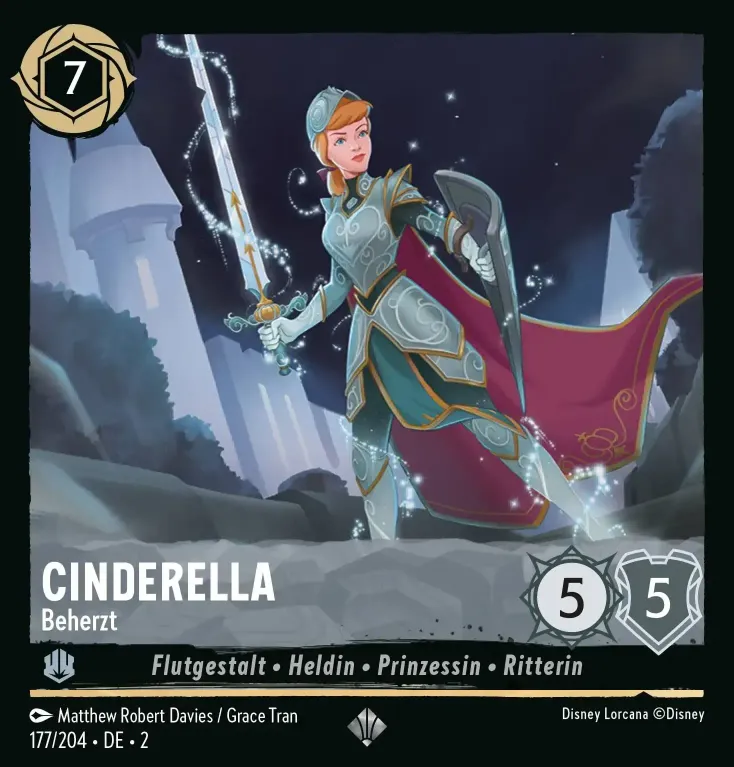 7
CINDERELLA
Beherzt
5 5
Flutgestalt • Heldin • Prinzessin • Ritterin
Matthew Robert Davies / Grace Tran
Disney Lorcana ©Disney
177/204 • DE • 2